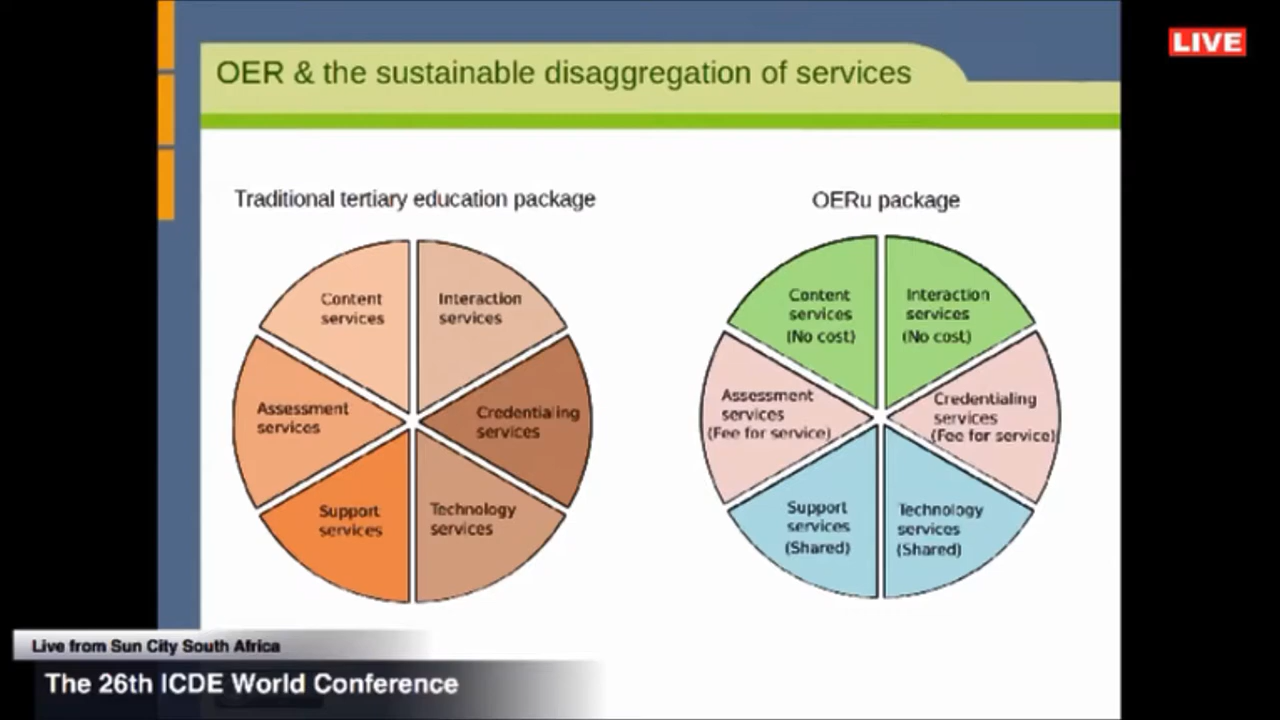 LIVE
OER & the sustainable disaggregation of services
Traditional tertiary education package
Content
services
Interaction
services
Assessment
services
Credentialing
services
Support
services
Technology
services
OERu package
Content
services
(No cost)
Interaction
services
(No cost)
Assessment
services
(Fee for service)
Credentialing
services
(Fee for service)
Support
services
(Shared)
Technology
services
(Shared)
Live from Sun City South Africa
The 26th ICDE World Conference